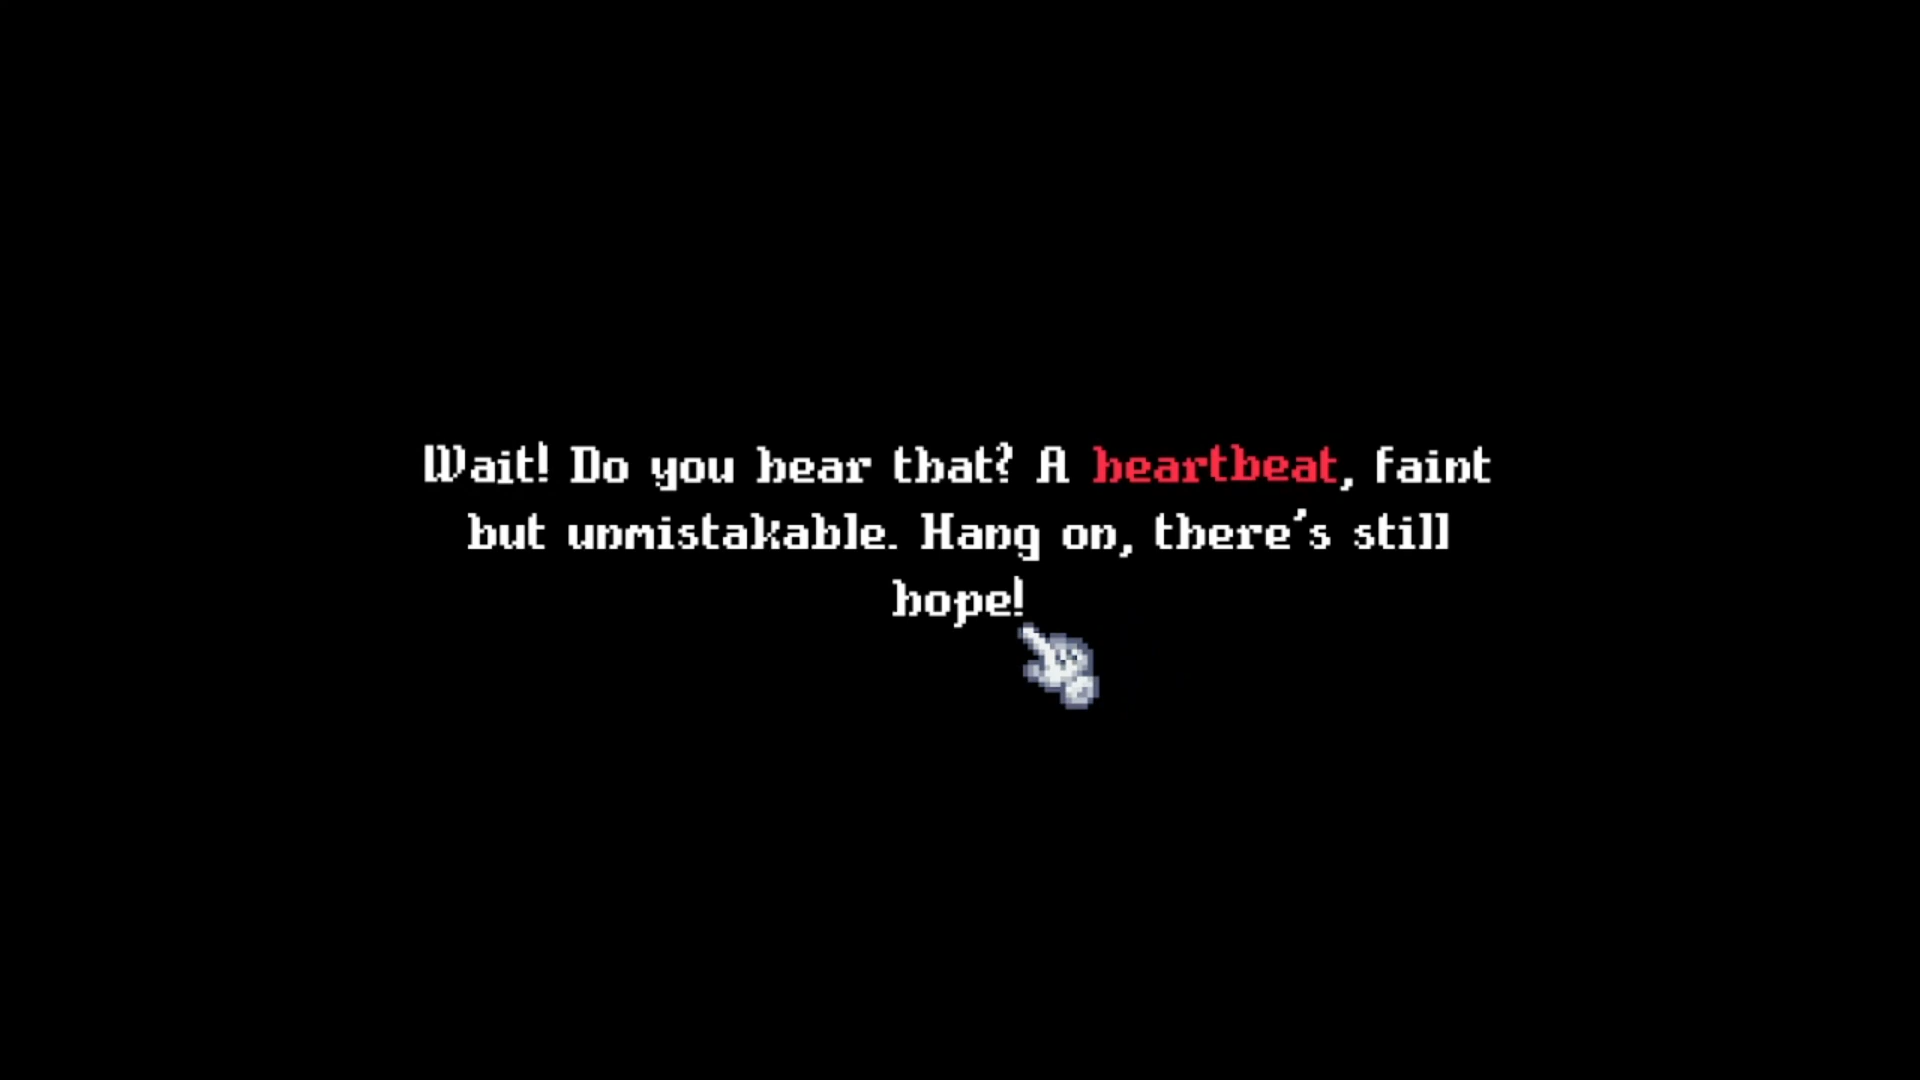 Wait! Do you hear that? A heartbeat, faint
but unmistakable. Hang on, there's still
hope!